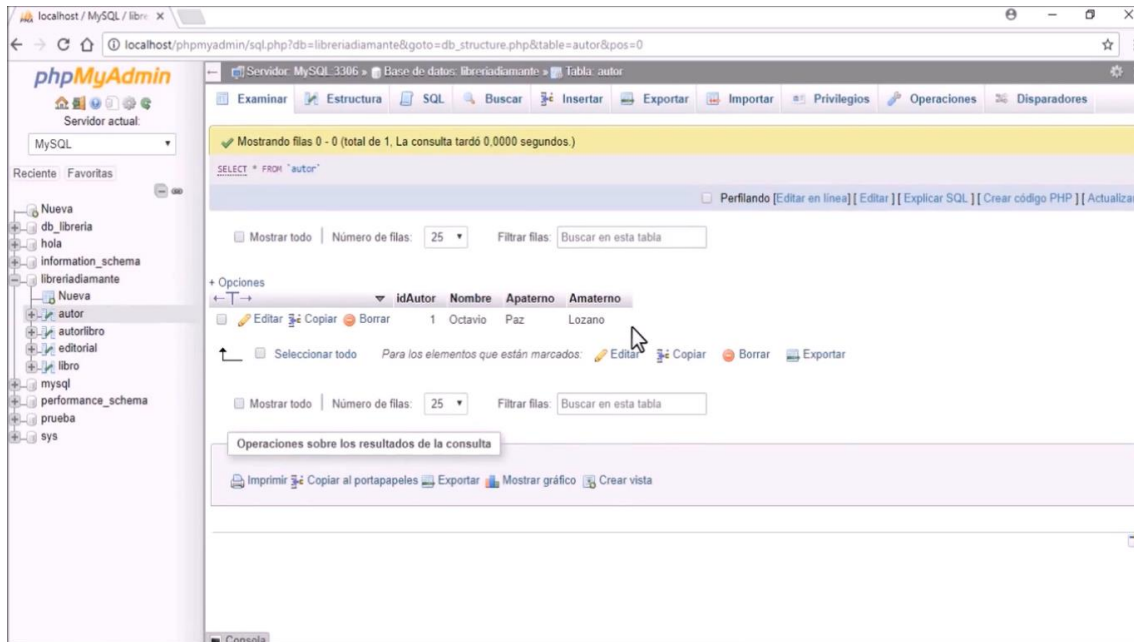 localhost / MySQL / libre
localhost/phpmyadmin/sql.php?db=libreriadiamante&goto=db_structure.php&table=autor&pos=0
phpMyAdmin
Servidor actual:
MySQL
Reciente Favoritas
Nueva
db_libreria
hola
information_schema
libreriadiamante
Nueva
autor
autorlibro
editorial
libro
mysql
performance_schema
prueba
sys
Servidor: MySQL:3306 » Base de datos: libreriadiamante » Tabla: autor
Examinar Estructura SQL Buscar Insertar Exportar Importar Privilegios Operaciones Disparadores
Mostrando filas 0 - 0 (total de 1, La consulta tardó 0,0000 segundos.)
SELECT * FROM `autor`
Perfilando [Editar en línea] [ Editar ] [ Explicar SQL ] [ Crear código PHP ] [ Actualizar
Mostrar todo | Número de filas: 25 Filtrar filas: Buscar en esta tabla
+ Opciones
←T→ idAutor Nombre Apaterno Amaterno
Editar Copiar Borrar 1 Octavio Paz Lozano
Seleccionar todo Para los elementos que están marcados: Editar Copiar Borrar Exportar
Mostrar todo | Número de filas: 25 Filtrar filas: Buscar en esta tabla
Operaciones sobre los resultados de la consulta
Imprimir Copiar al portapapeles Exportar Mostrar gráfico Crear vista
Consola